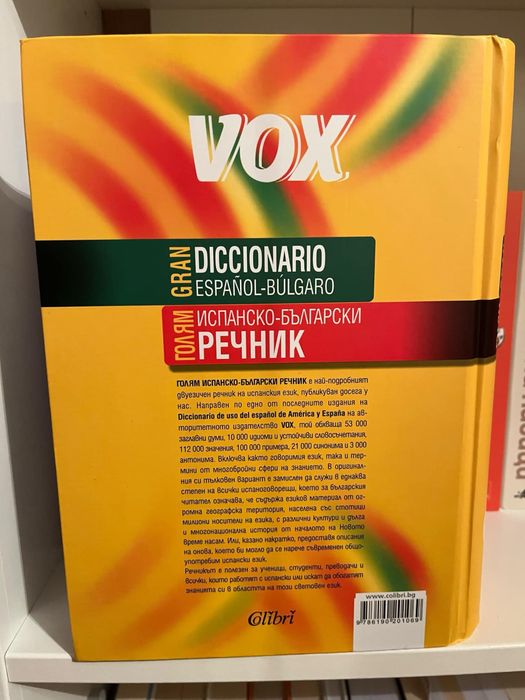 VOX
GRAN
DICCIONARIO
ESPAÑOL-BÚLGARO
ГОЛЯМ
ИСПАНСКО-БЪЛГАРСКИ
РЕЧНИК
ГОЛЯМ ИСПАНСКО-БЪЛГАРСКИ РЕЧНИК е най-подробният
двуезичен речник на испанския език, публикуван досега у
нас. Направен по едно от последните издания на
Diccionario de uso del español de América y España на ав-
торитетното издателство VOX, той обхваща 53 000
заглавни думи, 10 000 идиоми и устойчиви словосъчетания,
112 000 значения, 100 000 примера, 21 000 синонима и 3 000
антонима. Включва както говоримия език, така и тер-
мини от многобройни сфери на знанието. В оригинал-
ния си тълковен вариант е замислен да служи в еднаква
степен на всички испаноговорещи, което за българския
читател означава, че съдържа езиков материал от ог-
ромна географска територия, населена със стотици
милиони носители на езика, с различни култури и дълга
и многонационална история от началото на Новото
време насам. Или, казано накратко, предоставя описание
на онова, което би могло да се нарече съвременен общо-
употребим испански език.
Речникът е полезен за ученици, студенти, преводачи и
всички, които работят с испански или искат да обогатят
знанията си в областта на този световен език.
Colibri
www.colibri.bg
9786190201069